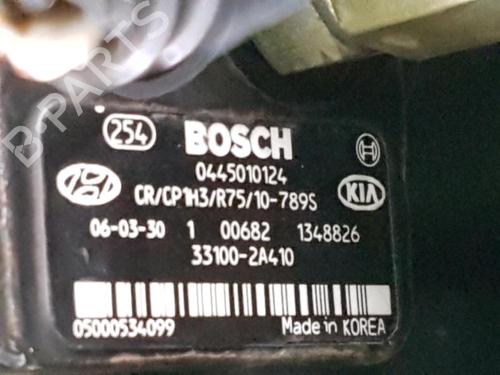 254 BOSCH
0445010124
CR/CP1H3/R75/10-789S
KIA
06-03-30 1 00682 1348826
33100-2A410
05000534099 Made in KOREA
B-PARTS